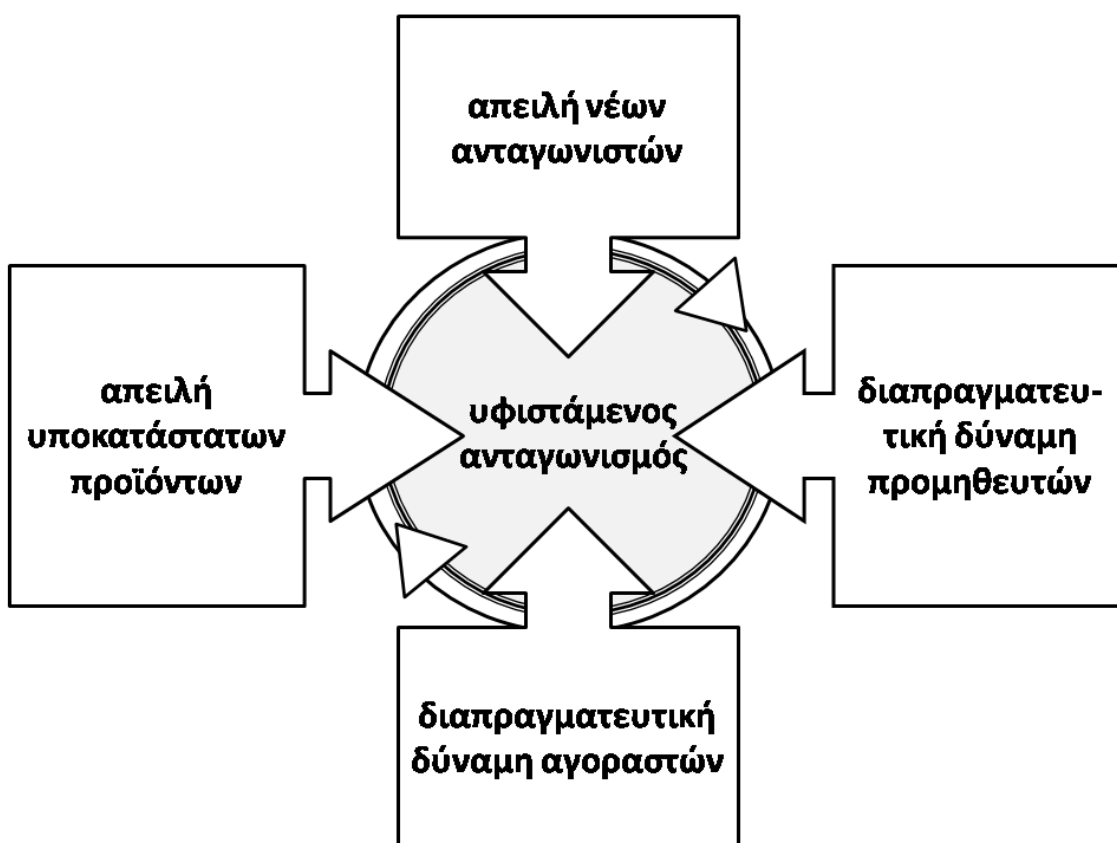 απειλή νέων
ανταγωνιστών
απειλή
υποκατάστατων
προϊόντων
υφιστάμενος
ανταγωνισμός
διαπραγματευ-
τική δύναμη
προμηθευτών
διαπραγματευτική
δύναμη αγοραστών